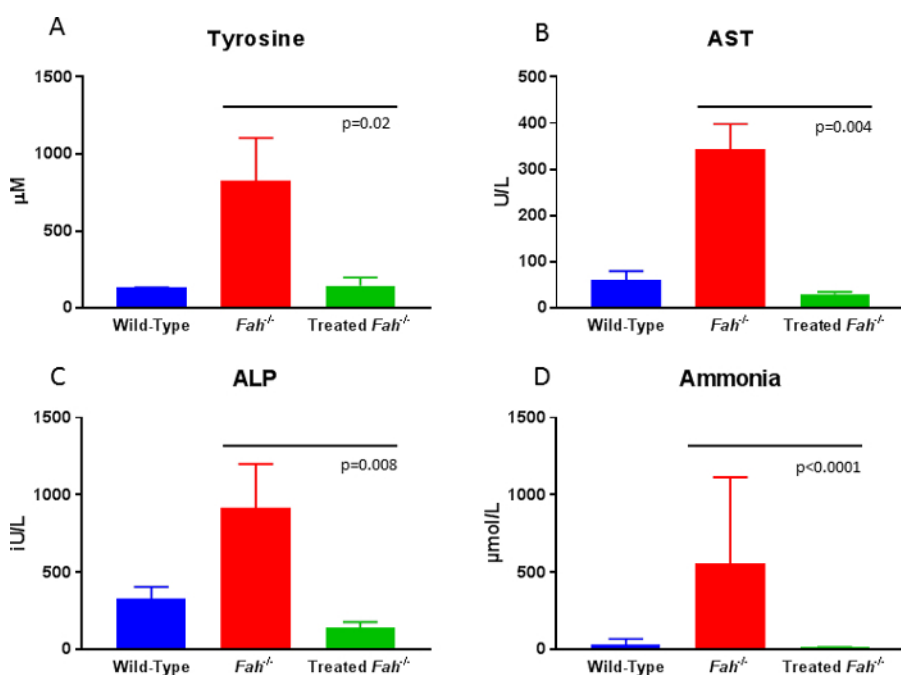 A
Tyrosine
1500
1000
500
0
µM
p=0.02
Wild-Type Fah-/- Treated Fah-/-
B
AST
500
400
300
200
100
0
U/L
p=0.004
Wild-Type Fah-/- Treated Fah-/-
C
ALP
1500
1000
500
0
iU/L
p=0.008
Wild-Type Fah-/- Treated Fah-/-
D
Ammonia
1500
1000
500
0
µmol/L
p<0.0001
Wild-Type Fah-/- Treated Fah-/-